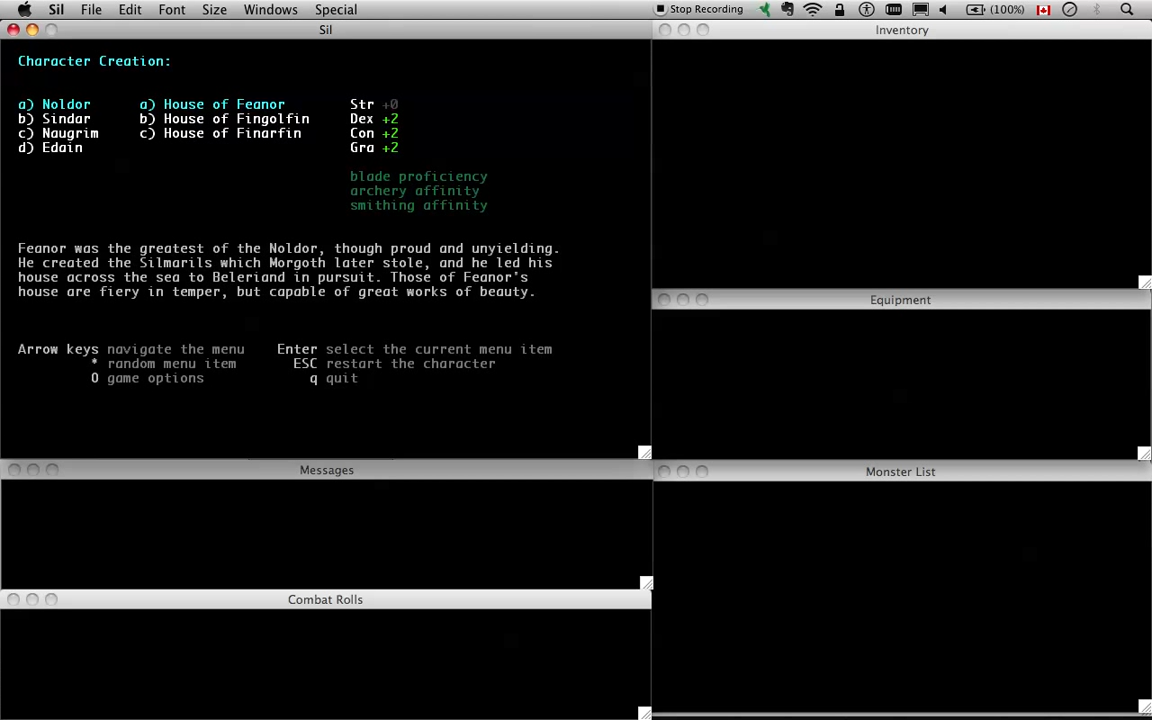 Sil File Edit Font Size Windows Special Stop Recording (100%)
Sil
Character Creation:
a) Noldor a) House of Feanor Str +0
b) Sindar b) House of Fingolfin Dex +2
c) Naugrim c) House of Finarfin Con +2
d) Edain Gra +2
blade proficiency
archery affinity
smithing affinity
Feanor was the greatest of the Noldor, though proud and unyielding.
He created the Silmarils which Morgoth later stole, and he led his
house across the sea to Beleriand in pursuit. Those of Feanor's
house are fiery in temper, but capable of great works of beauty.
Arrow keys navigate the menu Enter select the current menu item
* random menu item ESC restart the character
O game options q quit
Inventory
Equipment
Messages
Monster List
Combat Rolls